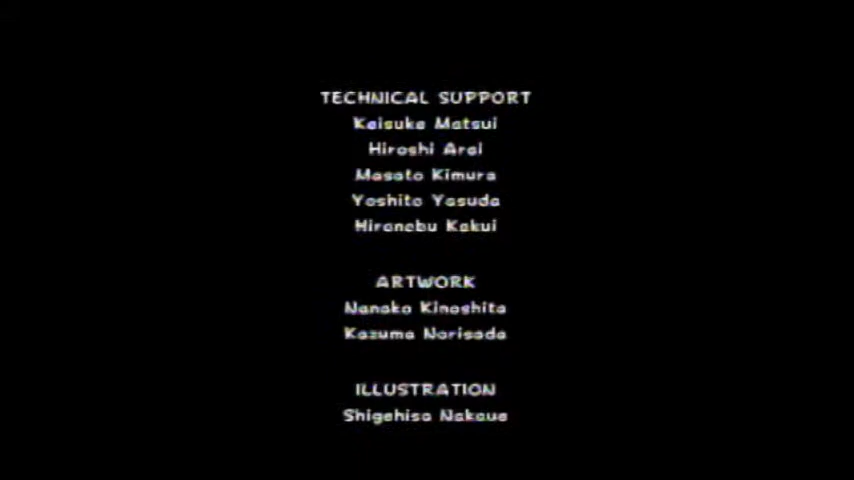 TECHNICAL SUPPORT
Keisuke Matsui
Hiroshi Arai
Masato Kimura
Yoshito Yasuda
Hironobu Kakui
ARTWORK
Nanako Kinoshita
Kazuma Norisada
ILLUSTRATION
Shigehisa Nakaue